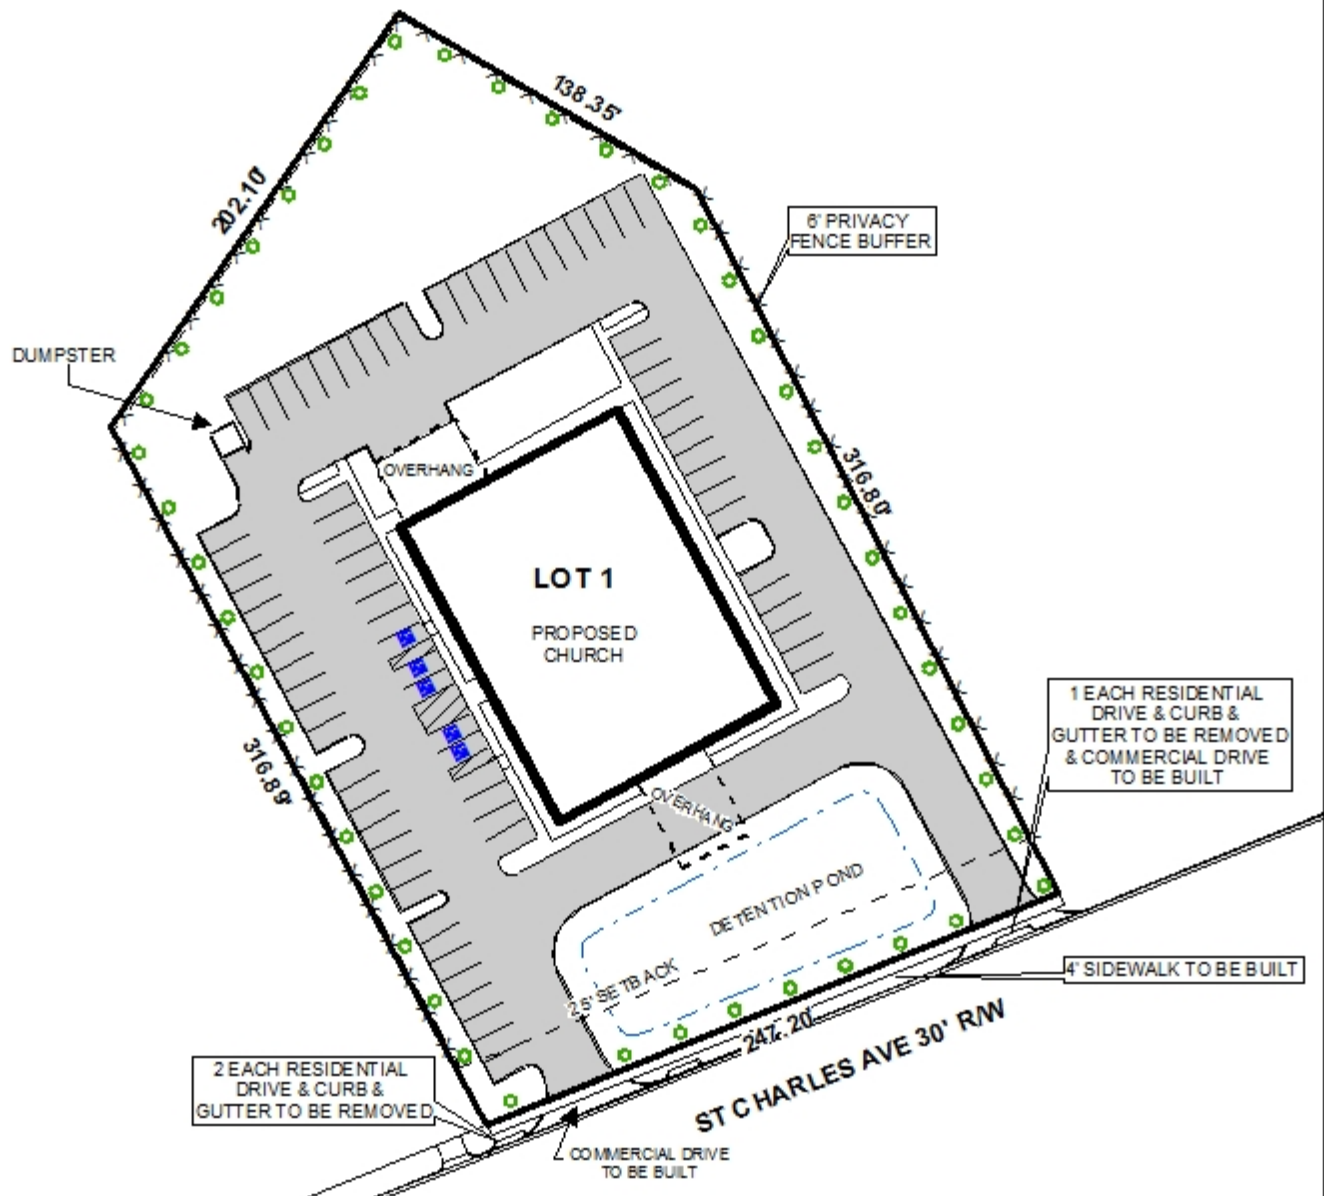 138.35'
202.10'
6' PRIVACY
FENCE BUFFER
DUMPSTER
OVERHANG
316.80'
LOT 1
PROPOSED
CHURCH
1 EACH RESIDENTIAL
DRIVE & CURB &
GUTTER TO BE REMOVED
& COMMERCIAL DRIVE
TO BE BUILT
316.89'
OVERHANG
DETENTION POND
25' SETBACK
4' SIDEWALK TO BE BUILT
247.20'
ST CHARLES AVE 30' R/W
2 EACH RESIDENTIAL
DRIVE & CURB &
GUTTER TO BE REMOVED
COMMERCIAL DRIVE
TO BE BUILT